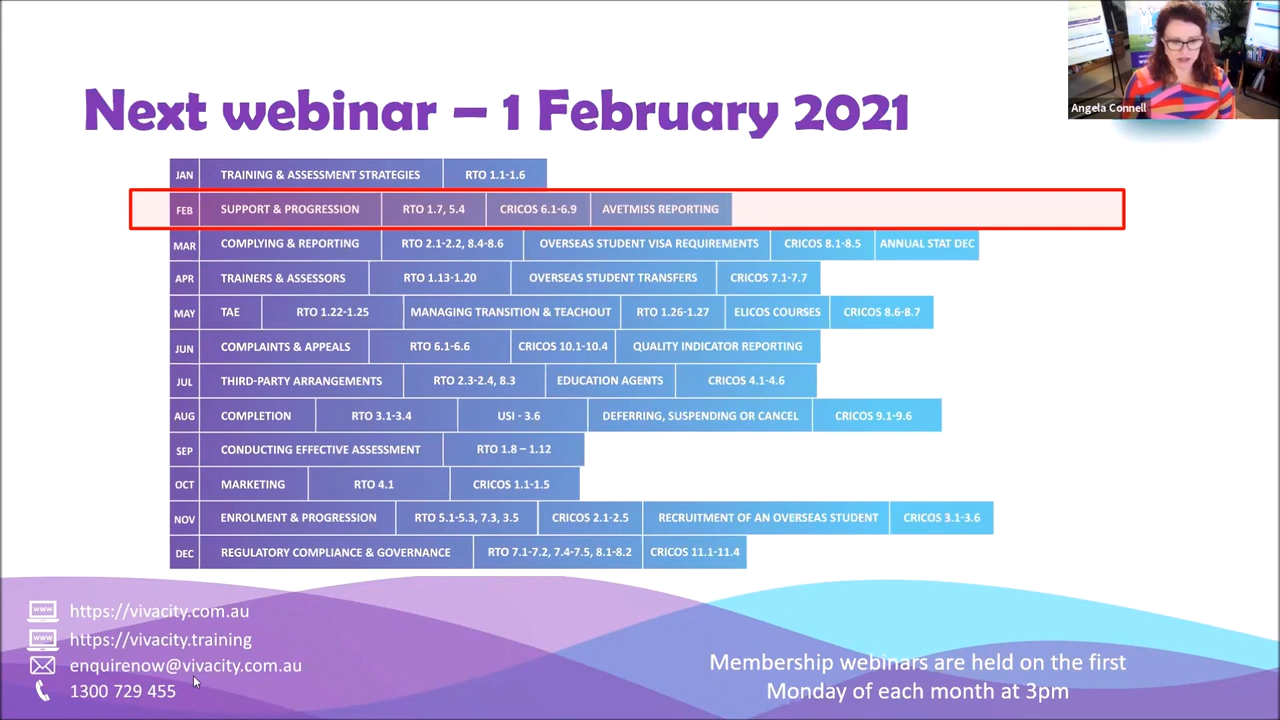 Angela Connell
Next webinar – 1 February 2021
JAN TRAINING & ASSESSMENT STRATEGIES RTO 1.1-1.6
FEB SUPPORT & PROGRESSION RTO 1.7, 5.4 CRICOS 6.1-6.9 AVETMISS REPORTING
MAR COMPLYING & REPORTING RTO 2.1-2.2, 8.4-8.6 OVERSEAS STUDENT VISA REQUIREMENTS CRICOS 8.1-8.5 ANNUAL STAT DEC
APR TRAINERS & ASSESSORS RTO 1.13-1.20 OVERSEAS STUDENT TRANSFERS CRICOS 7.1-7.7
MAY TAE RTO 1.22-1.25 MANAGING TRANSITION & TEACHOUT RTO 1.26-1.27 ELICOS COURSES CRICOS 8.6-8.7
JUN COMPLAINTS & APPEALS RTO 6.1-6.6 CRICOS 10.1-10.4 QUALITY INDICATOR REPORTING
JUL THIRD-PARTY ARRANGEMENTS RTO 2.3-2.4, 8.3 EDUCATION AGENTS CRICOS 4.1-4.6
AUG COMPLETION RTO 3.1-3.4 USI - 3.6 DEFERRING, SUSPENDING OR CANCEL CRICOS 9.1-9.6
SEP CONDUCTING EFFECTIVE ASSESSMENT RTO 1.8 – 1.12
OCT MARKETING RTO 4.1 CRICOS 1.1-1.5
NOV ENROLMENT & PROGRESSION RTO 5.1-5.3, 7.3, 3.5 CRICOS 2.1-2.5 RECRUITMENT OF AN OVERSEAS STUDENT CRICOS 3.1-3.6
DEC REGULATORY COMPLIANCE & GOVERNANCE RTO 7.1-7.2, 7.4-7.5, 8.1-8.2 CRICOS 11.1-11.4
www https://vivacity.com.au
www https://vivacity.training
enquirenow@vivacity.com.au
1300 729 455
Membership webinars are held on the first
Monday of each month at 3pm